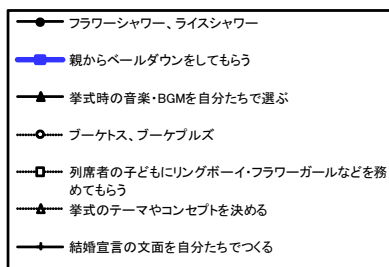 フラワーシャワー、ライスシャワー
親からベールダウンをしてもらう
挙式時の音楽・BGMを自分たちで選ぶ
ブーケトス、ブーケプルズ
列席者の子どもにリングボーイ・フラワーガールなどを務
めてもらう
挙式のテーマやコンセプトを決める
結婚宣言の文面を自分たちでつくる